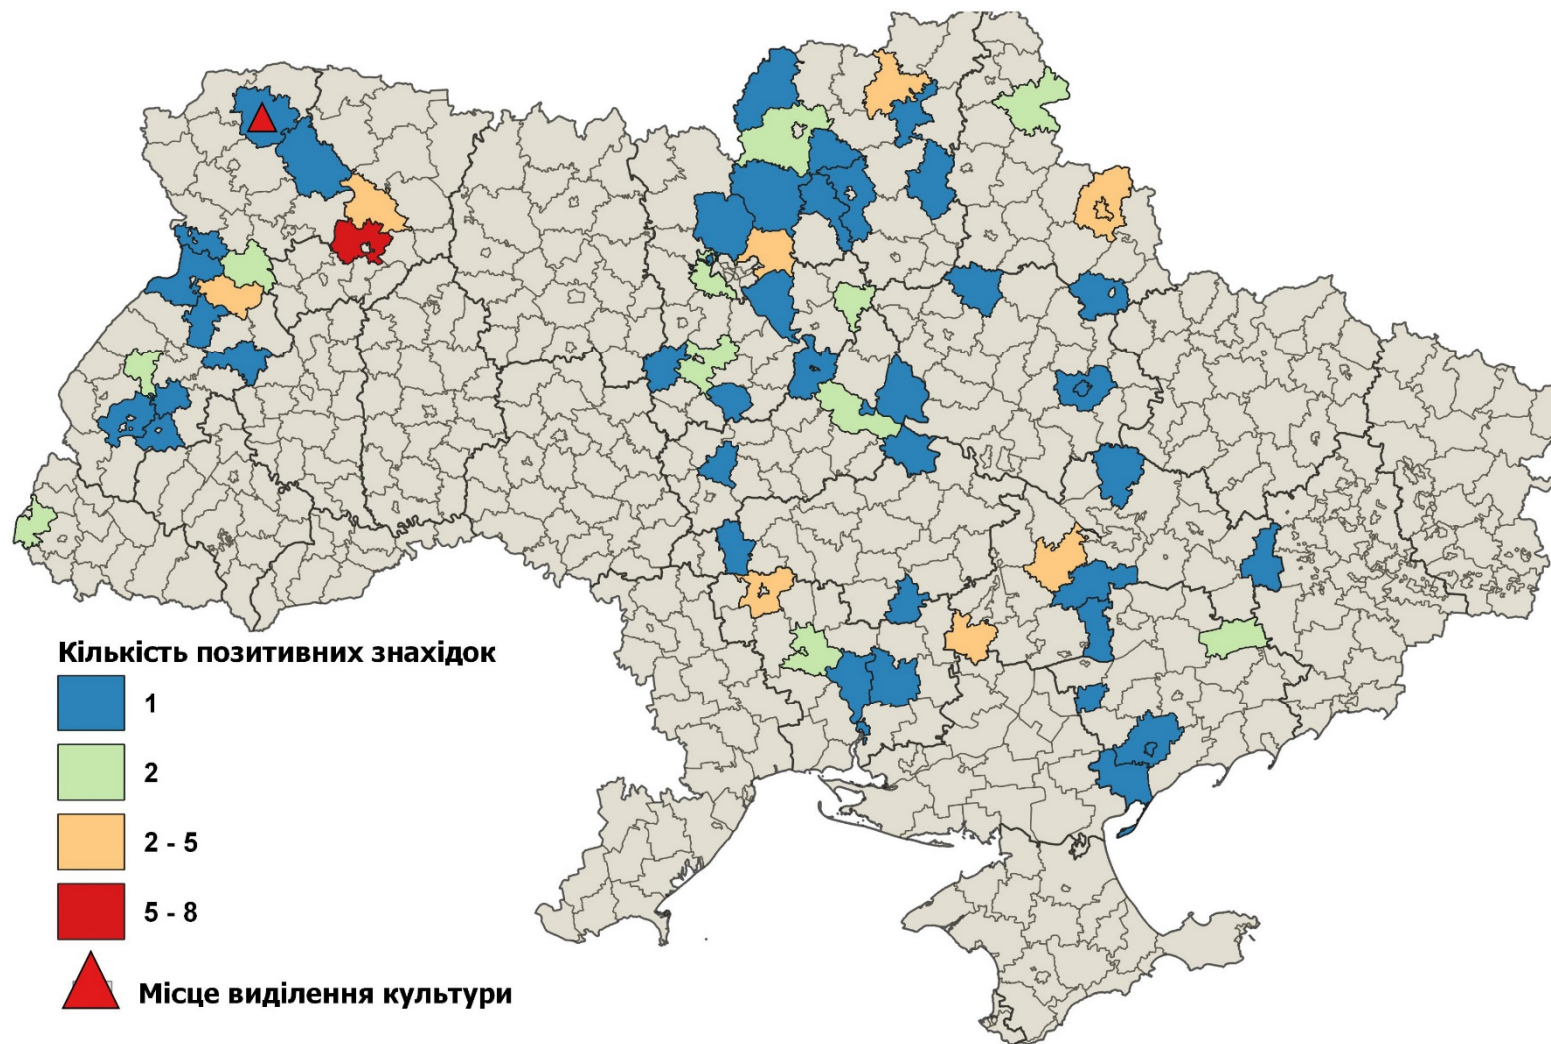 Кількість позитивних знахідок
1
2
2 - 5
5 - 8
Місце виділення культури